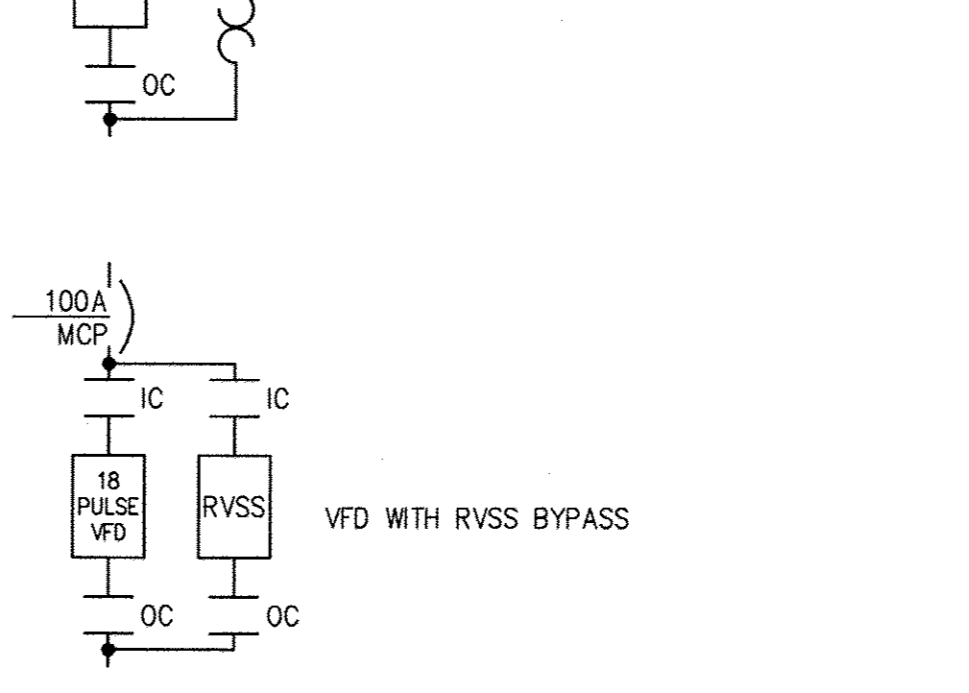 OC
100A
MCP
IC
IC
18
PULSE
VFD
RVSS
VFD WITH RVSS BYPASS
OC
OC